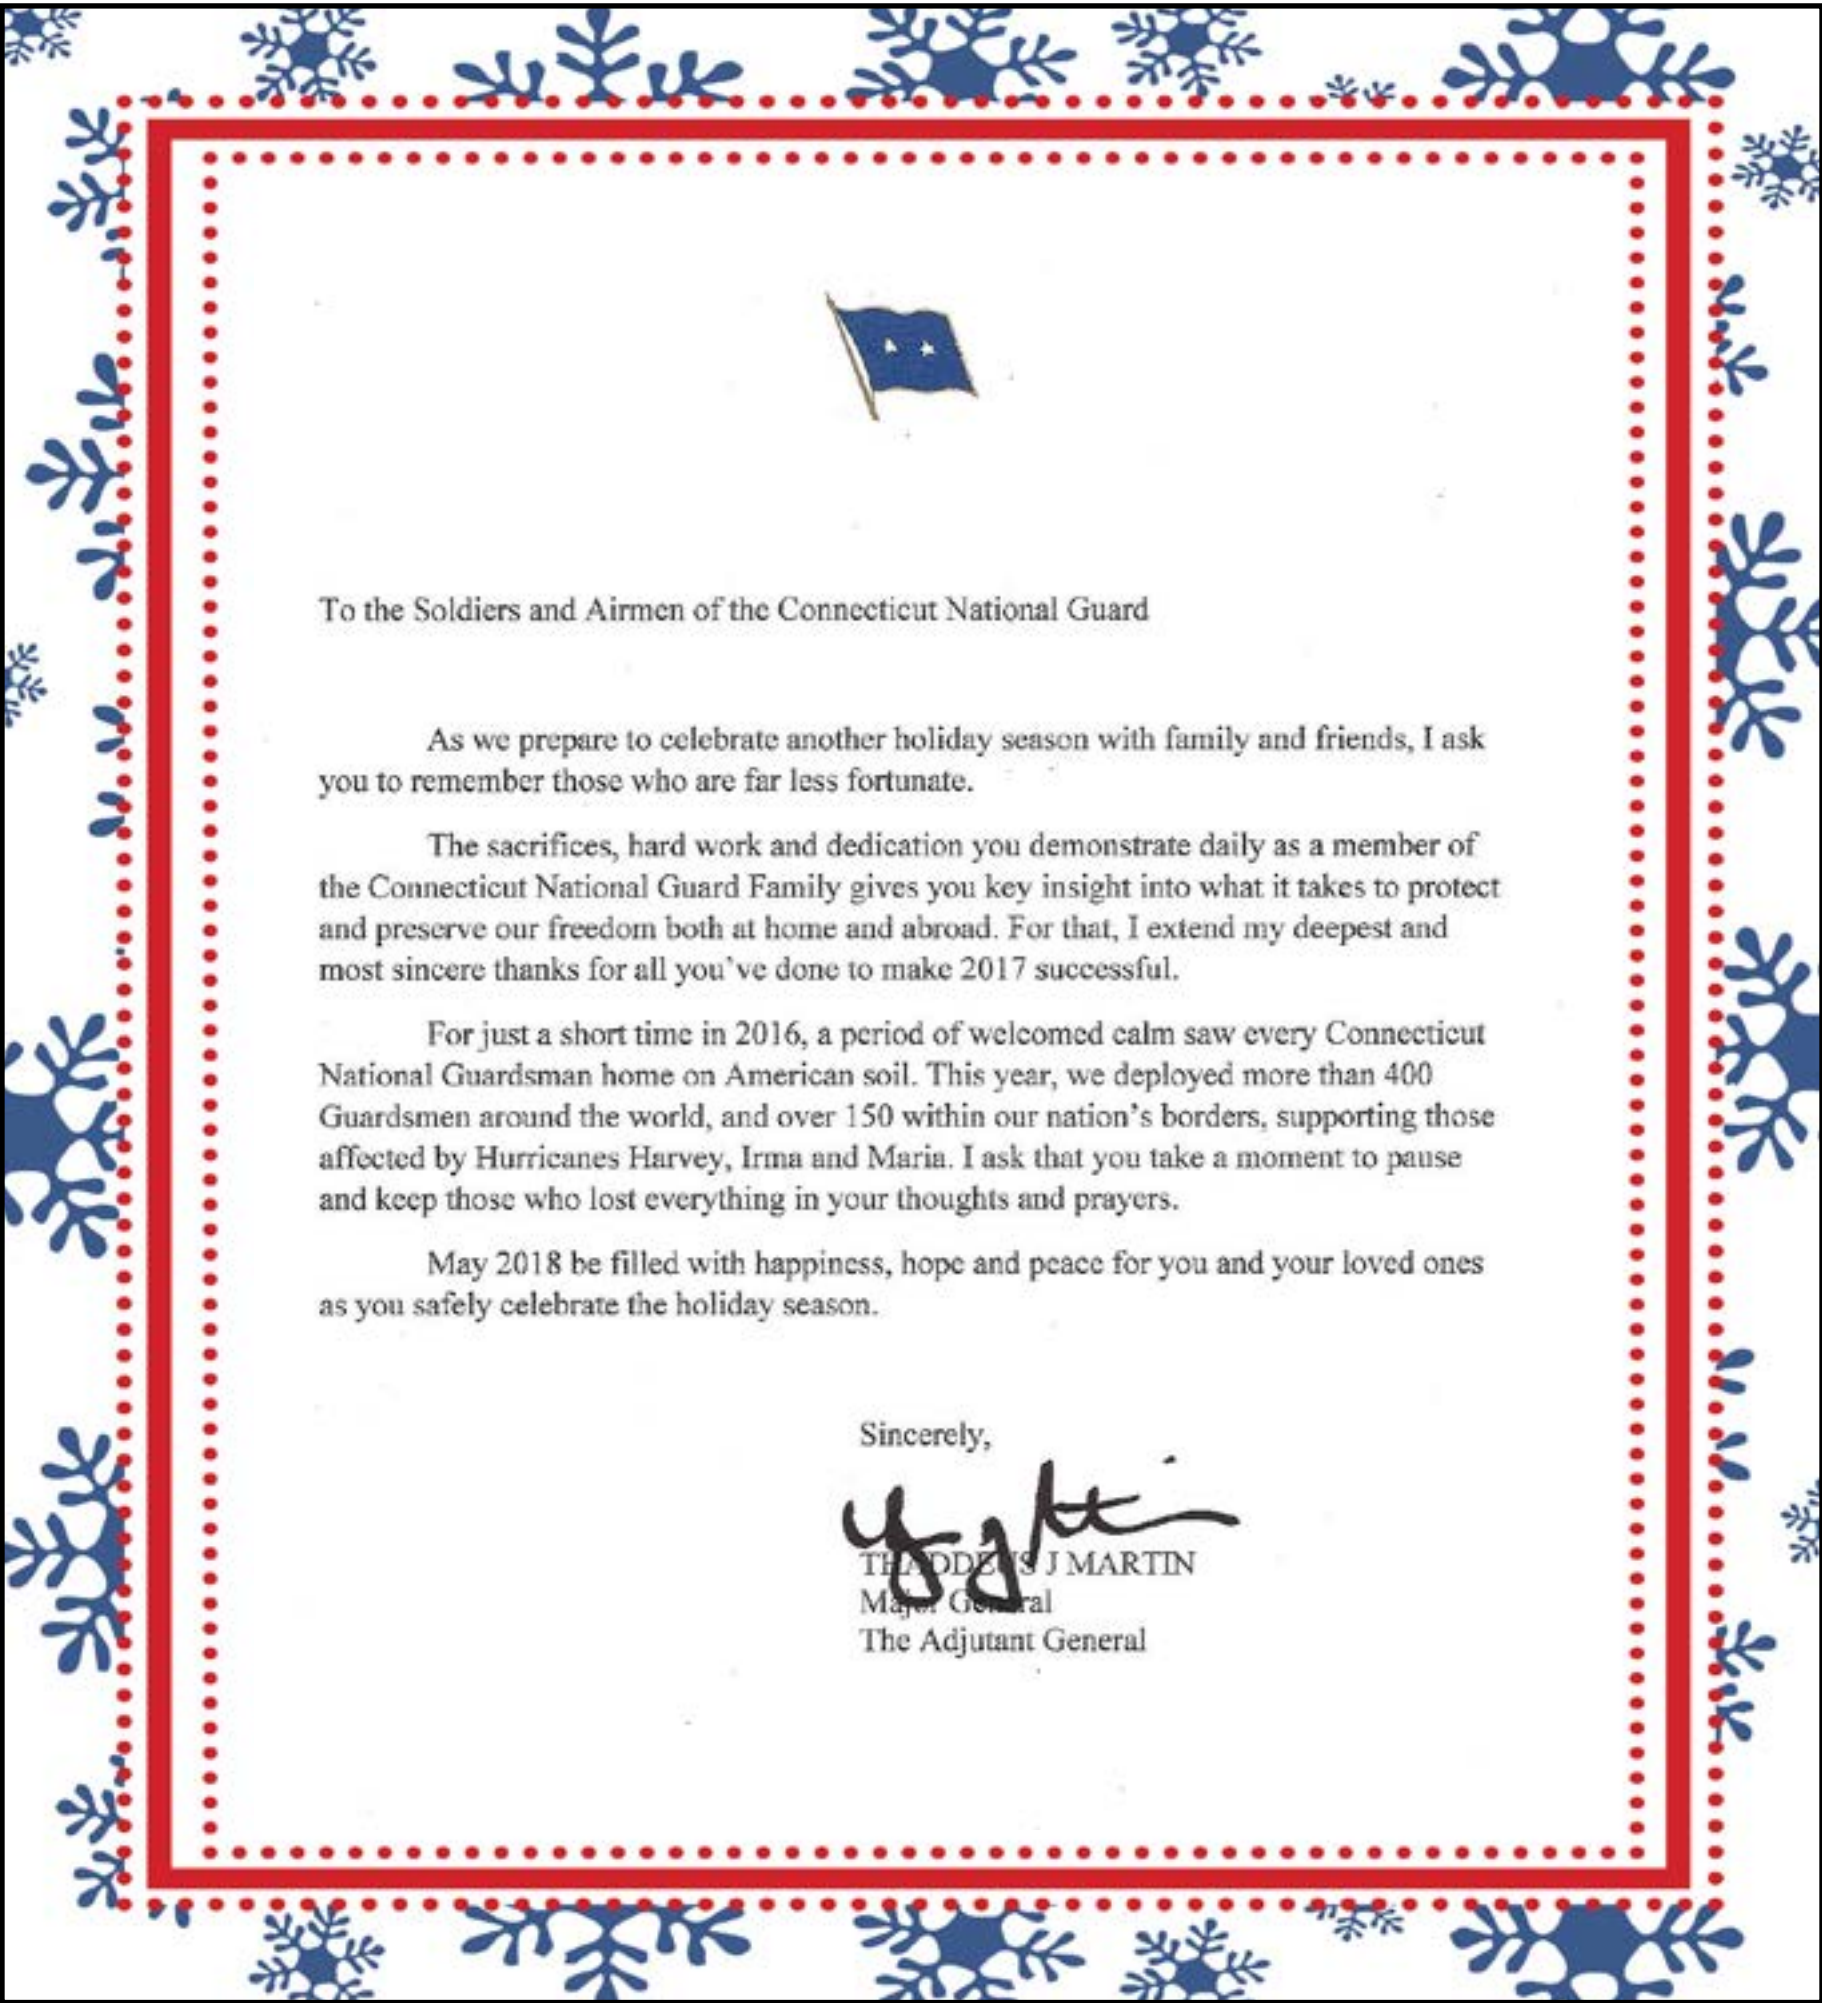 To the Soldiers and Airmen of the Connecticut National Guard
As we prepare to celebrate another holiday season with family and friends, I ask
you to remember those who are far less fortunate.
The sacrifices, hard work and dedication you demonstrate daily as a member of
the Connecticut National Guard Family gives you key insight into what it takes to protect
and preserve our freedom both at home and abroad. For that, I extend my deepest and
most sincere thanks for all you've done to make 2017 successful.
For just a short time in 2016, a period of welcomed calm saw every Connecticut
National Guardsman home on American soil. This year, we deployed more than 400
Guardsmen around the world, and over 150 within our nation's borders, supporting those
affected by Hurricanes Harvey, Irma and Maria. I ask that you take a moment to pause
and keep those who lost everything in your thoughts and prayers.
May 2018 be filled with happiness, hope and peace for you and your loved ones
as you safely celebrate the holiday season.
Sincerely,
THADDEUS J MARTIN
Major General
The Adjutant General